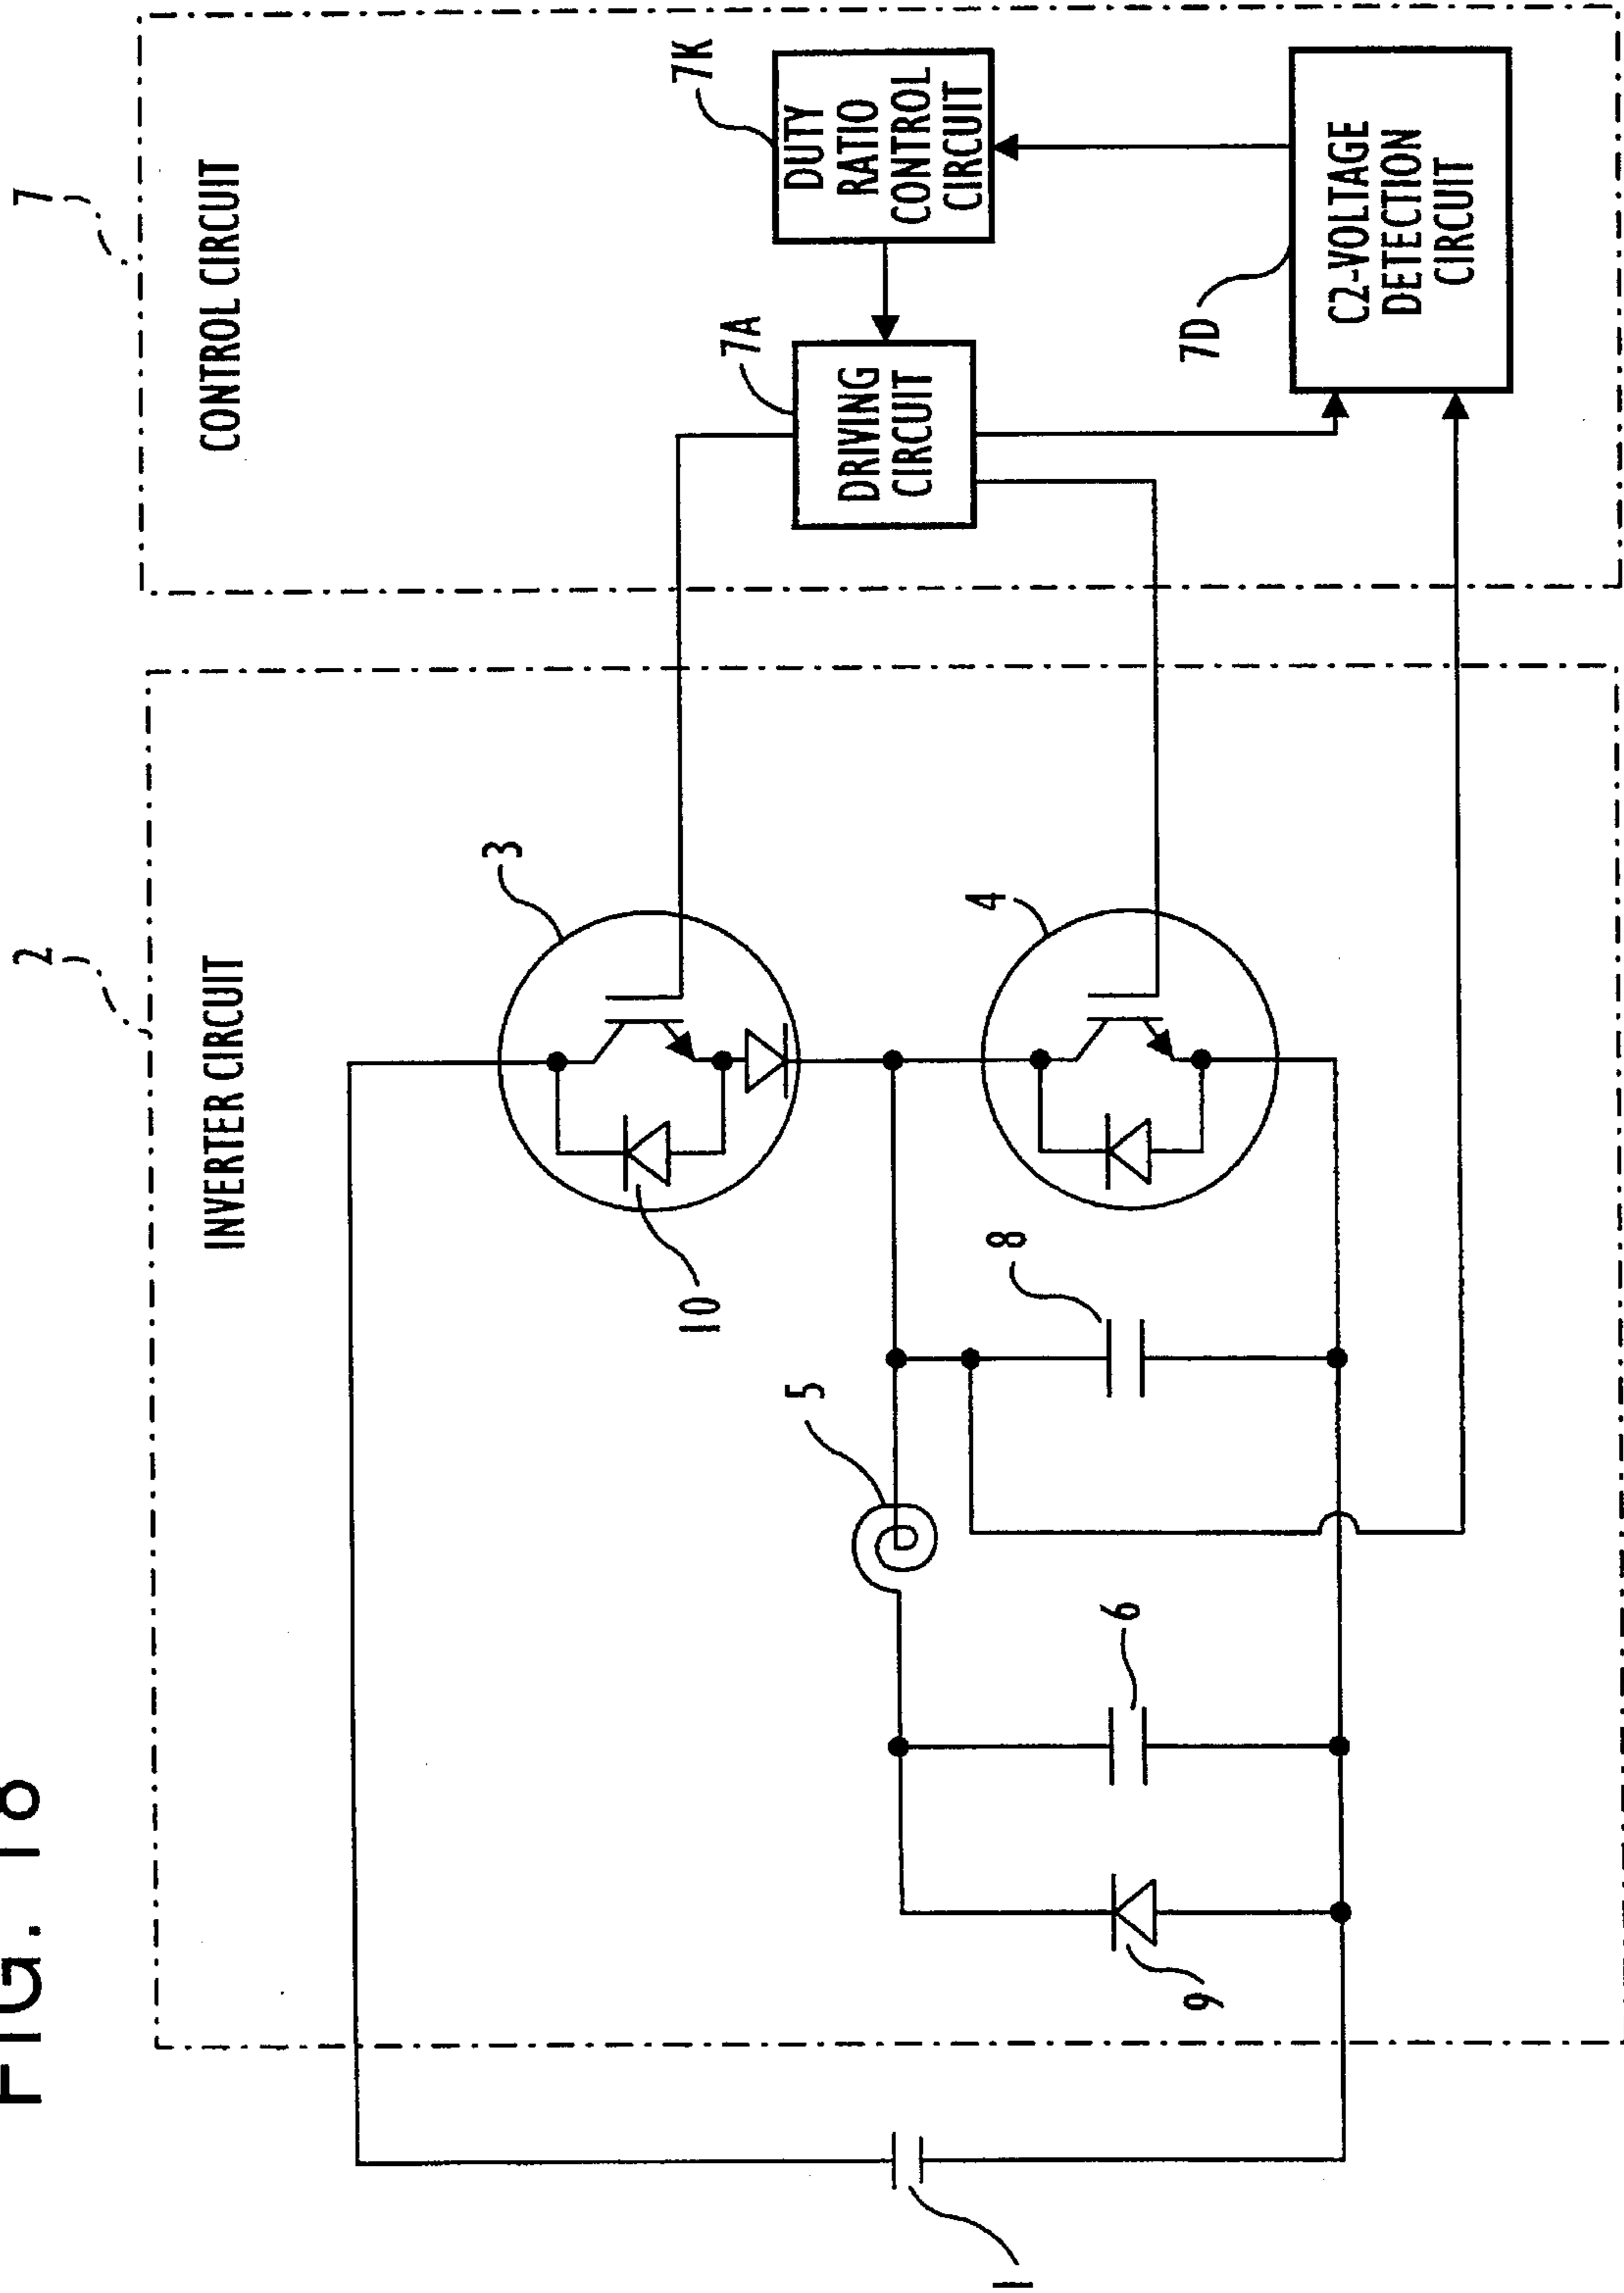 FIG. 18
2
INVERTER CIRCUIT
7
CONTROL CIRCUIT
3
10
5
4
8
6
9
1
7A
DRIVING
CIRCUIT
7K
DUTY
RATIO
CONTROL
CIRCUIT
7D
C2-VOLTAGE
DETECTION
CIRCUIT